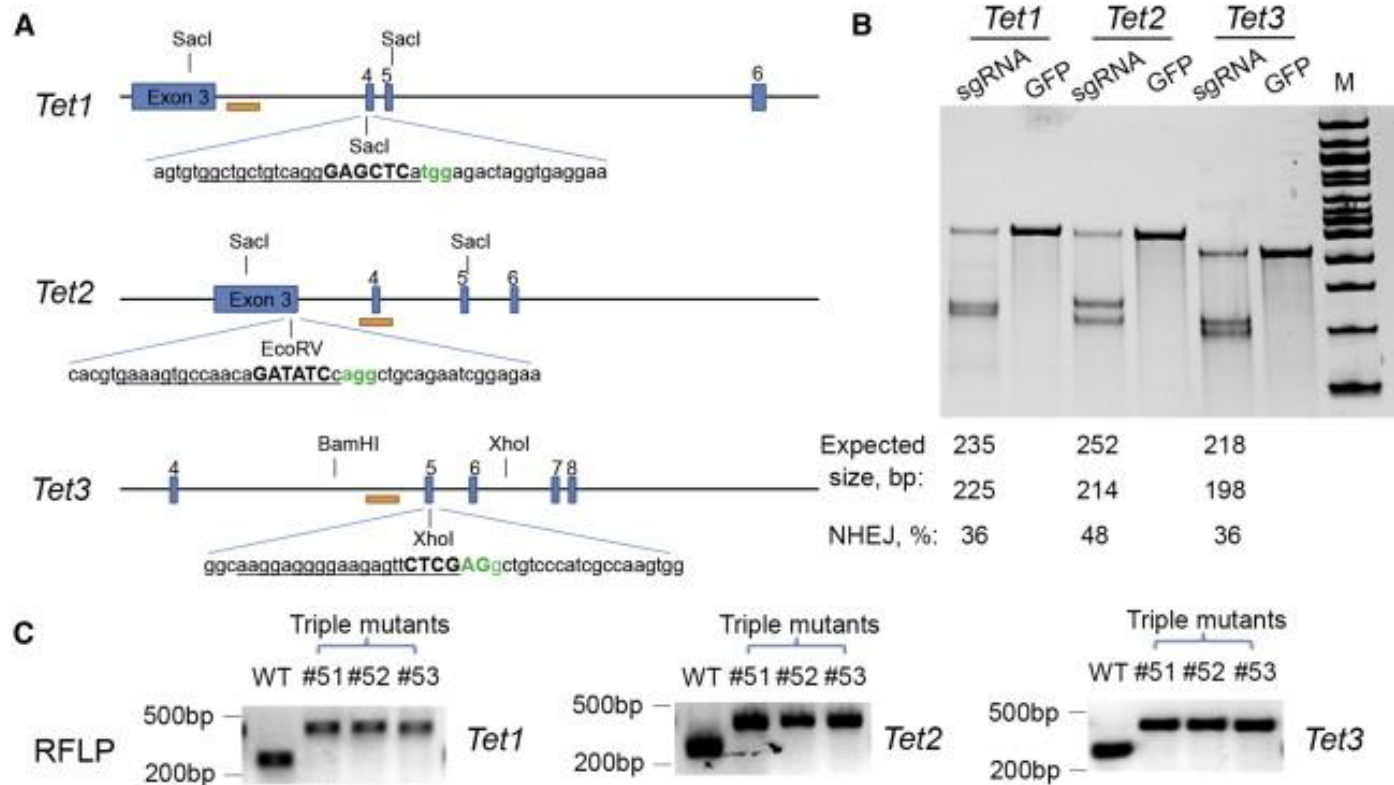 A
SacI
SacI
Tet1
Exon 3
4
5
6
SacI
agtgtggctgctgtcaggGAGCTCatggagactaggtgaggaa
SacI
SacI
Tet2
Exon 3
4
5
6
EcoRV
cacgtgaaagtgccaacaGATATCcaggctgcagaatcggagaa
BamHI
XhoI
Tet3
4
5
6
7
8
XhoI
ggcaaggaggggaagagttCTCGAGgctgtcccatcgccaagtgg
B
Tet1
Tet2
Tet3
sgRNA
GFP
sgRNA
GFP
sgRNA
GFP
M
Expected size, bp:
235 252 218
225 214 198
NHEJ, %: 36 48 36
C
RFLP
Triple mutants
WT #51 #52 #53
500bp
200bp
Tet1
Triple mutants
WT #51 #52 #53
500bp
200bp
Tet2
Triple mutants
WT #51 #52 #53
500bp
200bp
Tet3